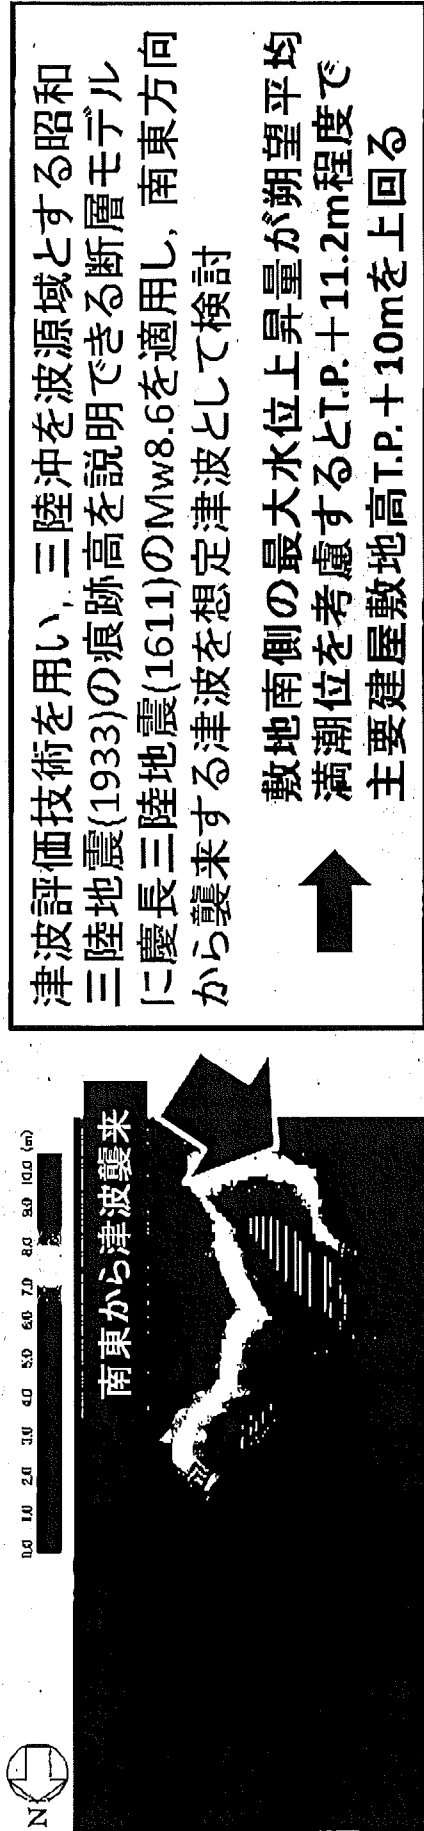 津波評価技術を用い，三陸沖を波源域とする昭和
三陸地震(1933)の痕跡高を説明できる断層モデル
に慶長三陸地震(1611)のMw8.6を適用し，南東方向
から襲来する津波を想定津波として検討
敷地南側の最大水位上昇量が朔望平均
満潮位を考慮するとT.P.＋11.2m程度で
主要建屋敷地高T.P.＋10mを上回る
N
0.0 1.0 2.0 3.0 4.0 5.0 6.0 7.0 8.0 9.0 10.0 (m)
南東から津波襲来